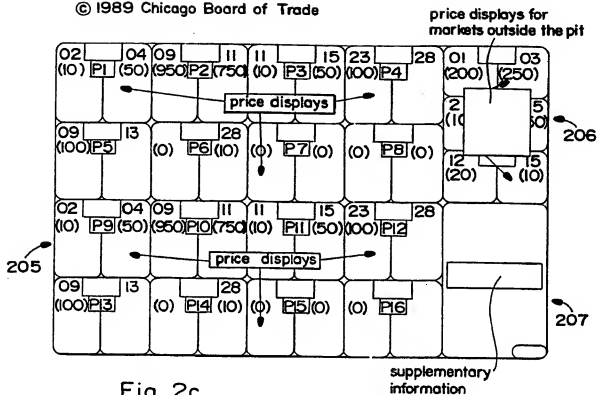 © 1989 Chicago Board of Trade
price displays for
markets outside the pit
02 04 09 11 11 15 23 28 01 03
(10) P1 (50) (950) P2 (750) (10) P3 (50) (100) P4 (200) (250)
price displays
09 13 28
(100) P5 (0) P6 (10) (0) P7 (0) (0) P8 (0)
206
12 15
(20) (10)
02 04 09 11 11 15 23 28
(10) P9 (50) (950) P10 (750) (10) P11 (50) (100) P12
205
price displays
09 13 28
(100) P13 (0) P14 (10) (0) P15 (0) (0) P16
207
supplementary
information
Fig. 2c